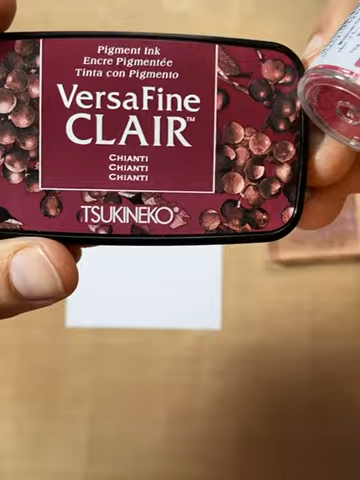 Pigment Ink
Encre Pigmentée
Tinta con Pigmento
VersaFine
CLAIR™
CHIANTI
CHIANTI
CHIANTI
TSUKINEKO®